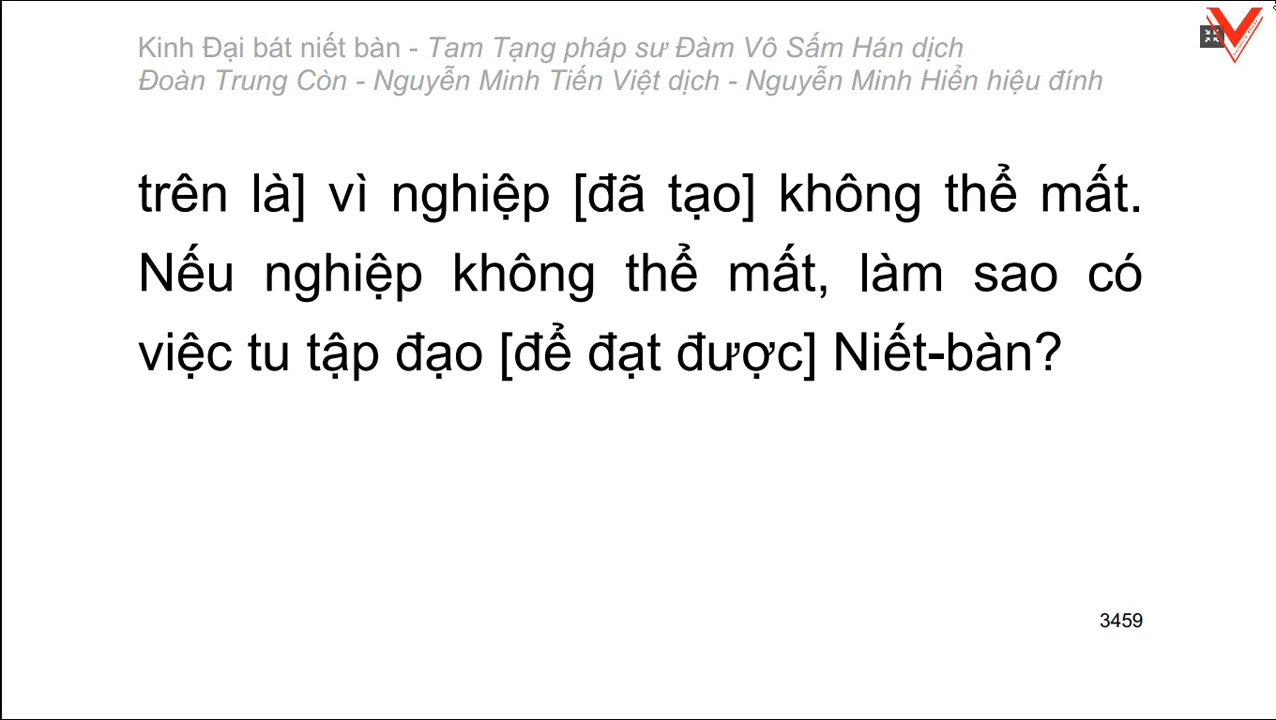 Kinh Đại bát niết bàn - Tam Tạng pháp sư Đàm Vô Sấm Hán dịch
Đoàn Trung Còn - Nguyễn Minh Tiến Việt dịch - Nguyễn Minh Hiển hiệu đính
trên là] vì nghiệp [đã tạo] không thể mất.
Nếu nghiệp không thể mất, làm sao có
việc tu tập đạo [để đạt được] Niết-bàn?
3459